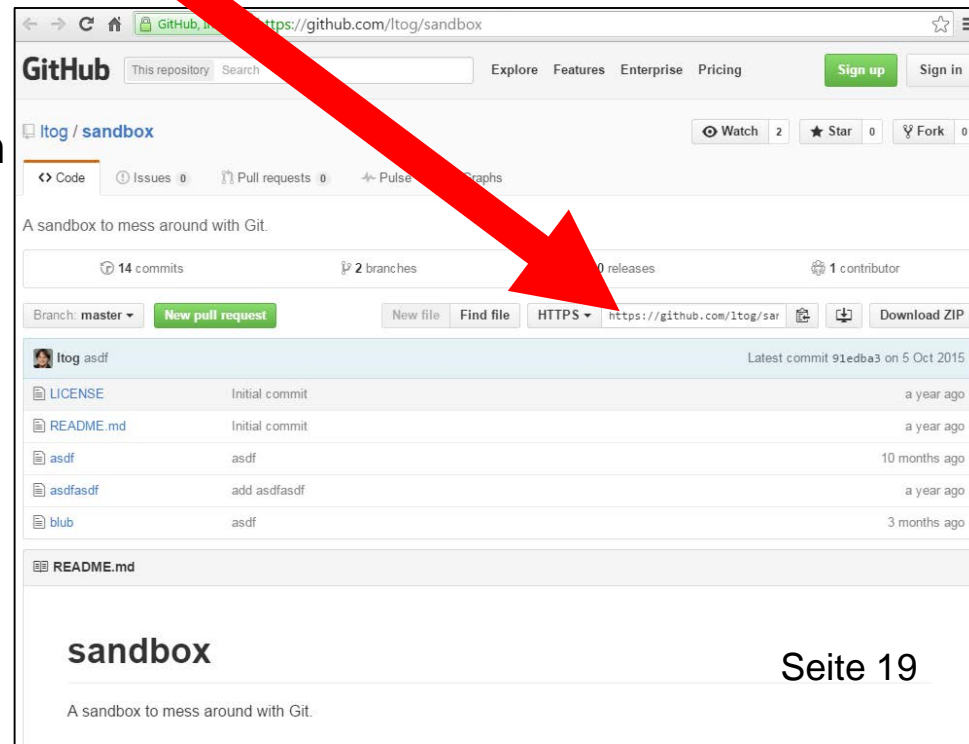 GitHub, https://github.com/ltog/sandbox
GitHub This repository Search Explore Features Enterprise Pricing Sign up Sign in
ltog / sandbox Watch 2 Star 0 Fork 0
Code Issues 0 Pull requests 0 Pulse Graphs
A sandbox to mess around with Git.
14 commits 2 branches 0 releases 1 contributor
Branch: master New pull request New file Find file HTTPS https://github.com/ltog/sar Download ZIP
ltog asdf Latest commit 91edba3 on 5 Oct 2015
LICENSE Initial commit a year ago
README.md Initial commit a year ago
asdf asdf 10 months ago
asdfasdf add asdfasdf a year ago
blub asdf 3 months ago
README.md
sandbox
Seite 19
A sandbox to mess around with Git.